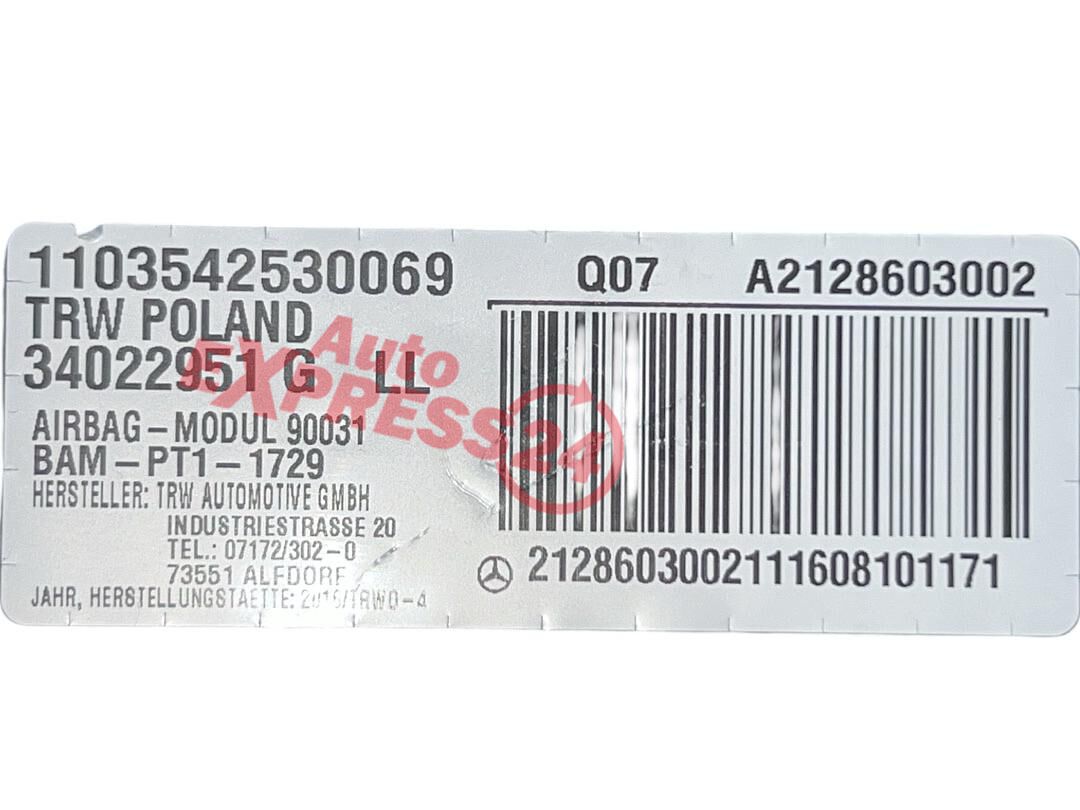 1103542530069
Q07 A2128603002
TRW POLAND
34022951 G LL
AIRBAG-MODUL 90031
BAM-PT1-1729
HERSTELLER: TRW AUTOMOTIVE GMBH
INDUSTRIESTRASSE 20
TEL.: 07172/302-0
73551 ALFDORF
JAHR, HERSTELLUNGSTAETTE:
2128603002111608101171
Auto
EXPRESS24